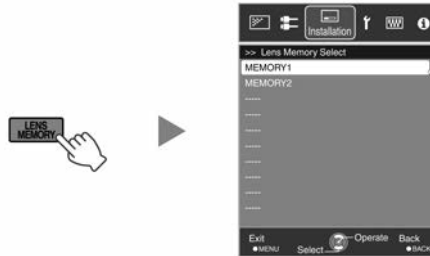 LENS
MEMORY
Installation
>> Lens Memory Select
MEMORY1
MEMORY2
-----
-----
-----
-----
-----
-----
-----
-----
Exit
MENU
Select
Operate
Back
BACK